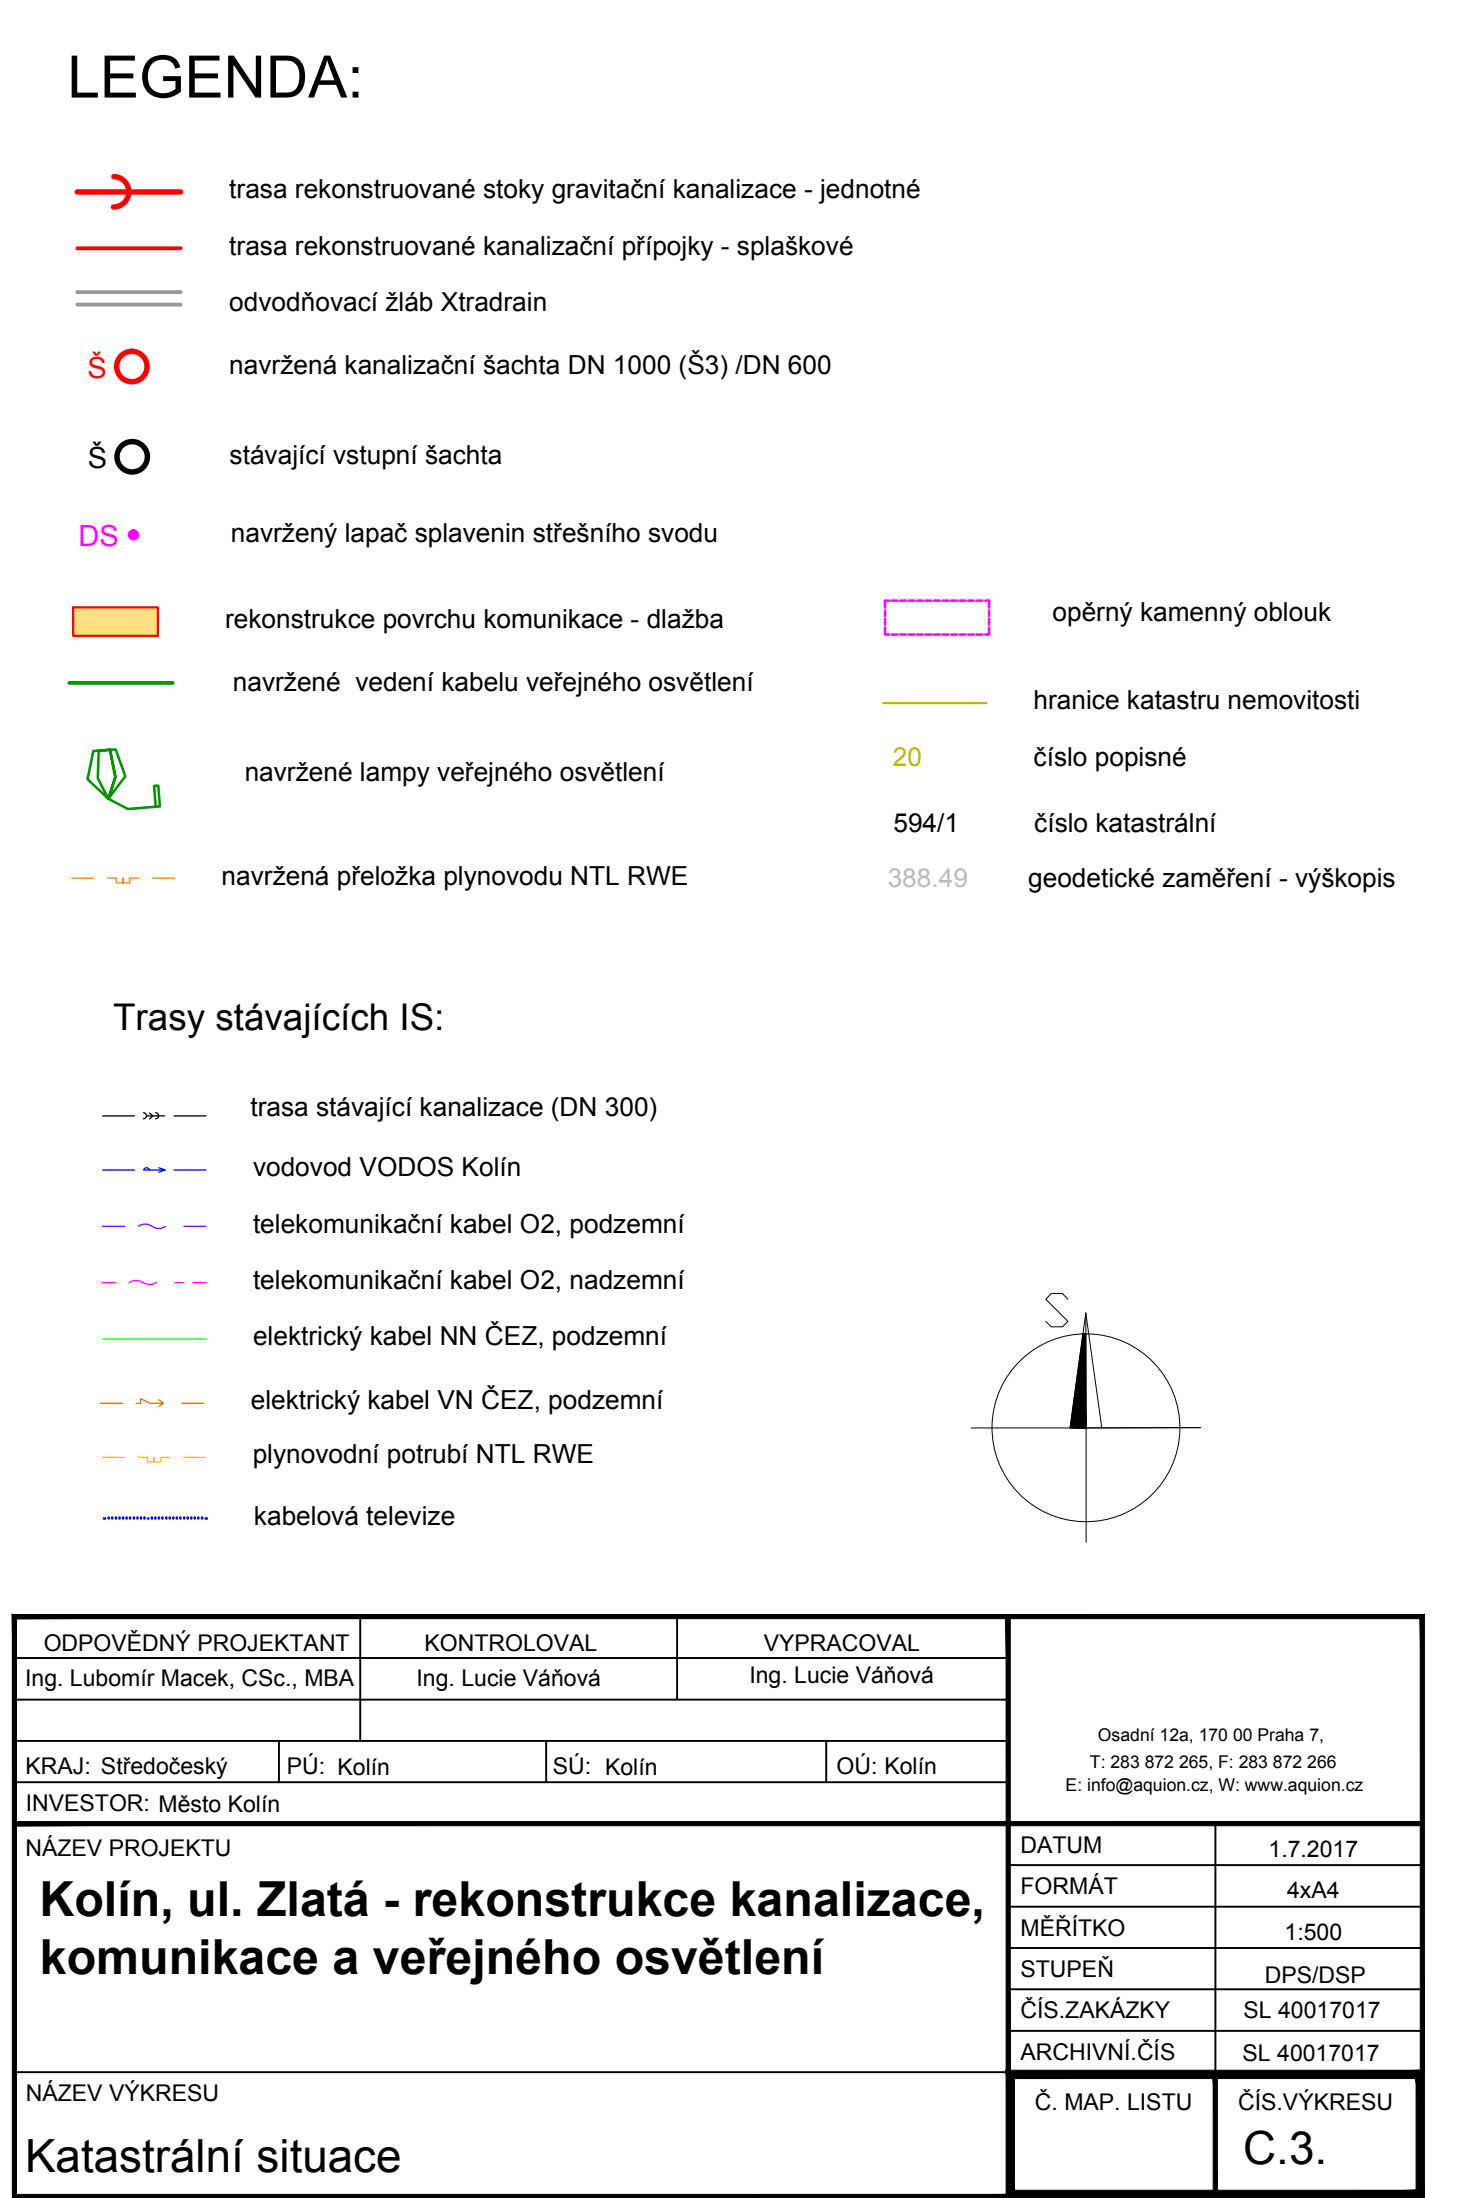 LEGENDA:
trasa rekonstruované stoky gravitační kanalizace - jednotné
trasa rekonstruované kanalizační přípojky - splaškové
odvodňovací žláb Xtradrain
Š navržená kanalizační šachta DN 1000 (Š3) /DN 600
Š stávající vstupní šachta
DS navržený lapač splavenin střešního svodu
rekonstrukce povrchu komunikace - dlažba
navržené vedení kabelu veřejného osvětlení
navržené lampy veřejného osvětlení
navržená přeložka plynovodu NTL RWE
opěrný kamenný oblouk
hranice katastru nemovitosti
20 číslo popisné
594/1 číslo katastrální
388.49 geodetické zaměření - výškopis
Trasy stávajících IS:
trasa stávající kanalizace (DN 300)
vodovod VODOS Kolín
telekomunikační kabel O2, podzemní
telekomunikační kabel O2, nadzemní
elektrický kabel NN ČEZ, podzemní
elektrický kabel VN ČEZ, podzemní
plynovodní potrubí NTL RWE
kabelová televize
S
ODPOVĚDNÝ PROJEKTANT KONTROLOVAL VYPRACOVAL
Ing. Lubomír Macek, CSc., MBA Ing. Lucie Váňová Ing. Lucie Váňová
KRAJ: Středočeský PÚ: Kolín SÚ: Kolín OÚ: Kolín
INVESTOR: Město Kolín
Osadní 12a, 170 00 Praha 7,
T: 283 872 265, F: 283 872 266
E: info@aquion.cz, W: www.aquion.cz
NÁZEV PROJEKTU
Kolín, ul. Zlatá - rekonstrukce kanalizace,
komunikace a veřejného osvětlení
DATUM 1.7.2017
FORMÁT 4xA4
MĚŘÍTKO 1:500
STUPEŇ DPS/DSP
ČÍS.ZAKÁZKY SL 40017017
ARCHIVNÍ.ČÍS SL 40017017
NÁZEV VÝKRESU
Katastrální situace
Č. MAP. LISTU ČÍS.VÝKRESU
C.3.